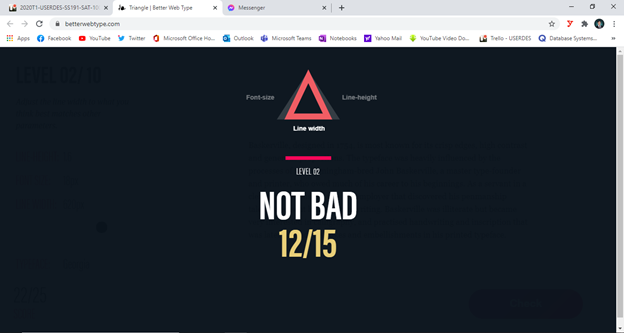 2020T1-USERDES-SS191-SAT-10
Triangle | Better Web Type
Messenger
betterwebtype.com
Apps
Facebook
YouTube
Twitter
Microsoft Office Ho...
Outlook
Microsoft Teams
Notebooks
Yahoo Mail
YouTube Video Do...
Trello - USERDES
Database Systems...
LEVEL 02/10
Font-size
Line-height
Line width
LEVEL 02
NOT BAD
12/15